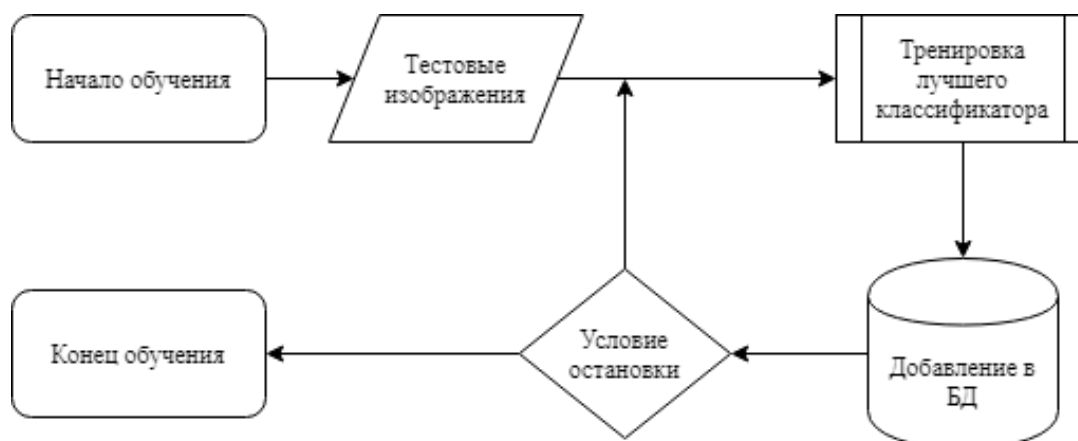 Начало обучения
Тестовые
изображения
Тренировка
лучшего
классификатора
Конец обучения
Условие
остановки
Добавление в
БД